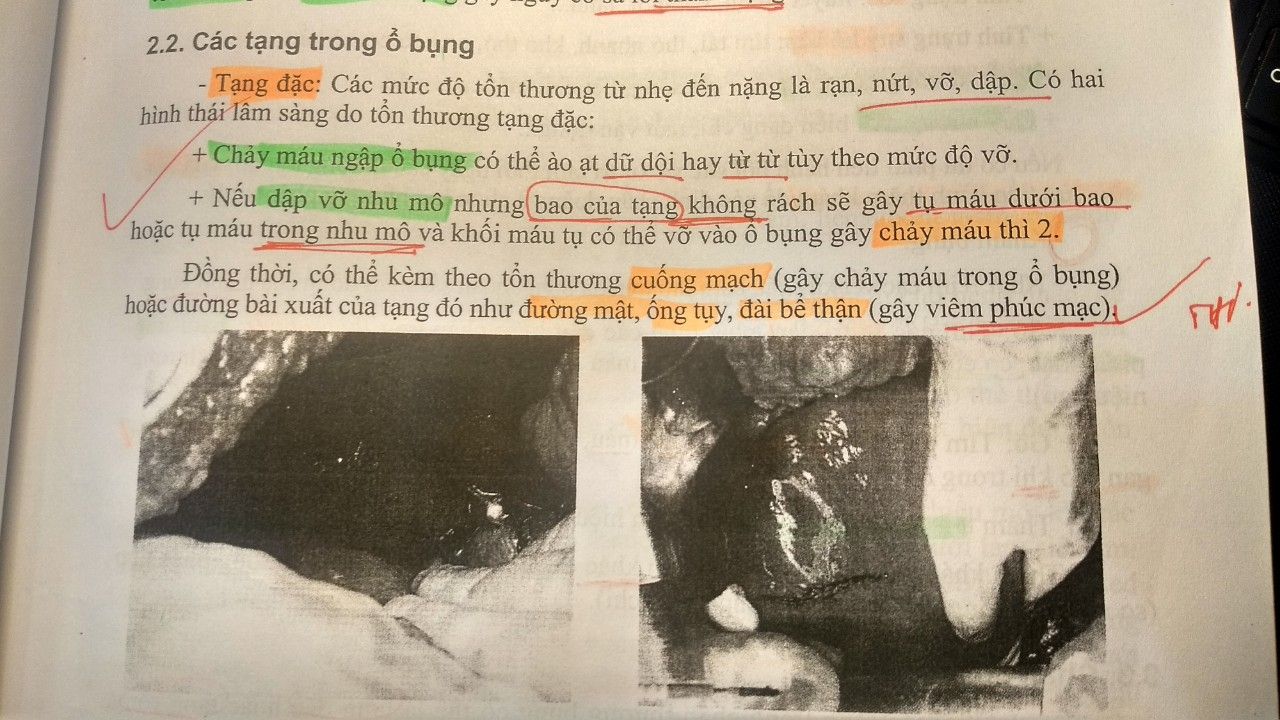 2.2. Các tạng trong ổ bụng
- Tạng đặc: Các mức độ tổn thương từ nhẹ đến nặng là rạn, nứt, vỡ, dập. Có hai
hình thái lâm sàng do tổn thương tạng đặc:
+ Chảy máu ngập ổ bụng có thể ào ạt dữ dội hay từ từ tùy theo mức độ vỡ.
+ Nếu dập vỡ nhu mô nhưng bao của tạng không rách sẽ gây tụ máu dưới bao
hoặc tụ máu trong nhu mô và khối máu tụ có thể vỡ vào ổ bụng gây chảy máu thì 2.
Đồng thời, có thể kèm theo tổn thương cuống mạch (gây chảy máu trong ổ bụng)
hoặc đường bài xuất của tạng đó như đường mật, ống tụy, đài bể thận (gây viêm phúc mạc).